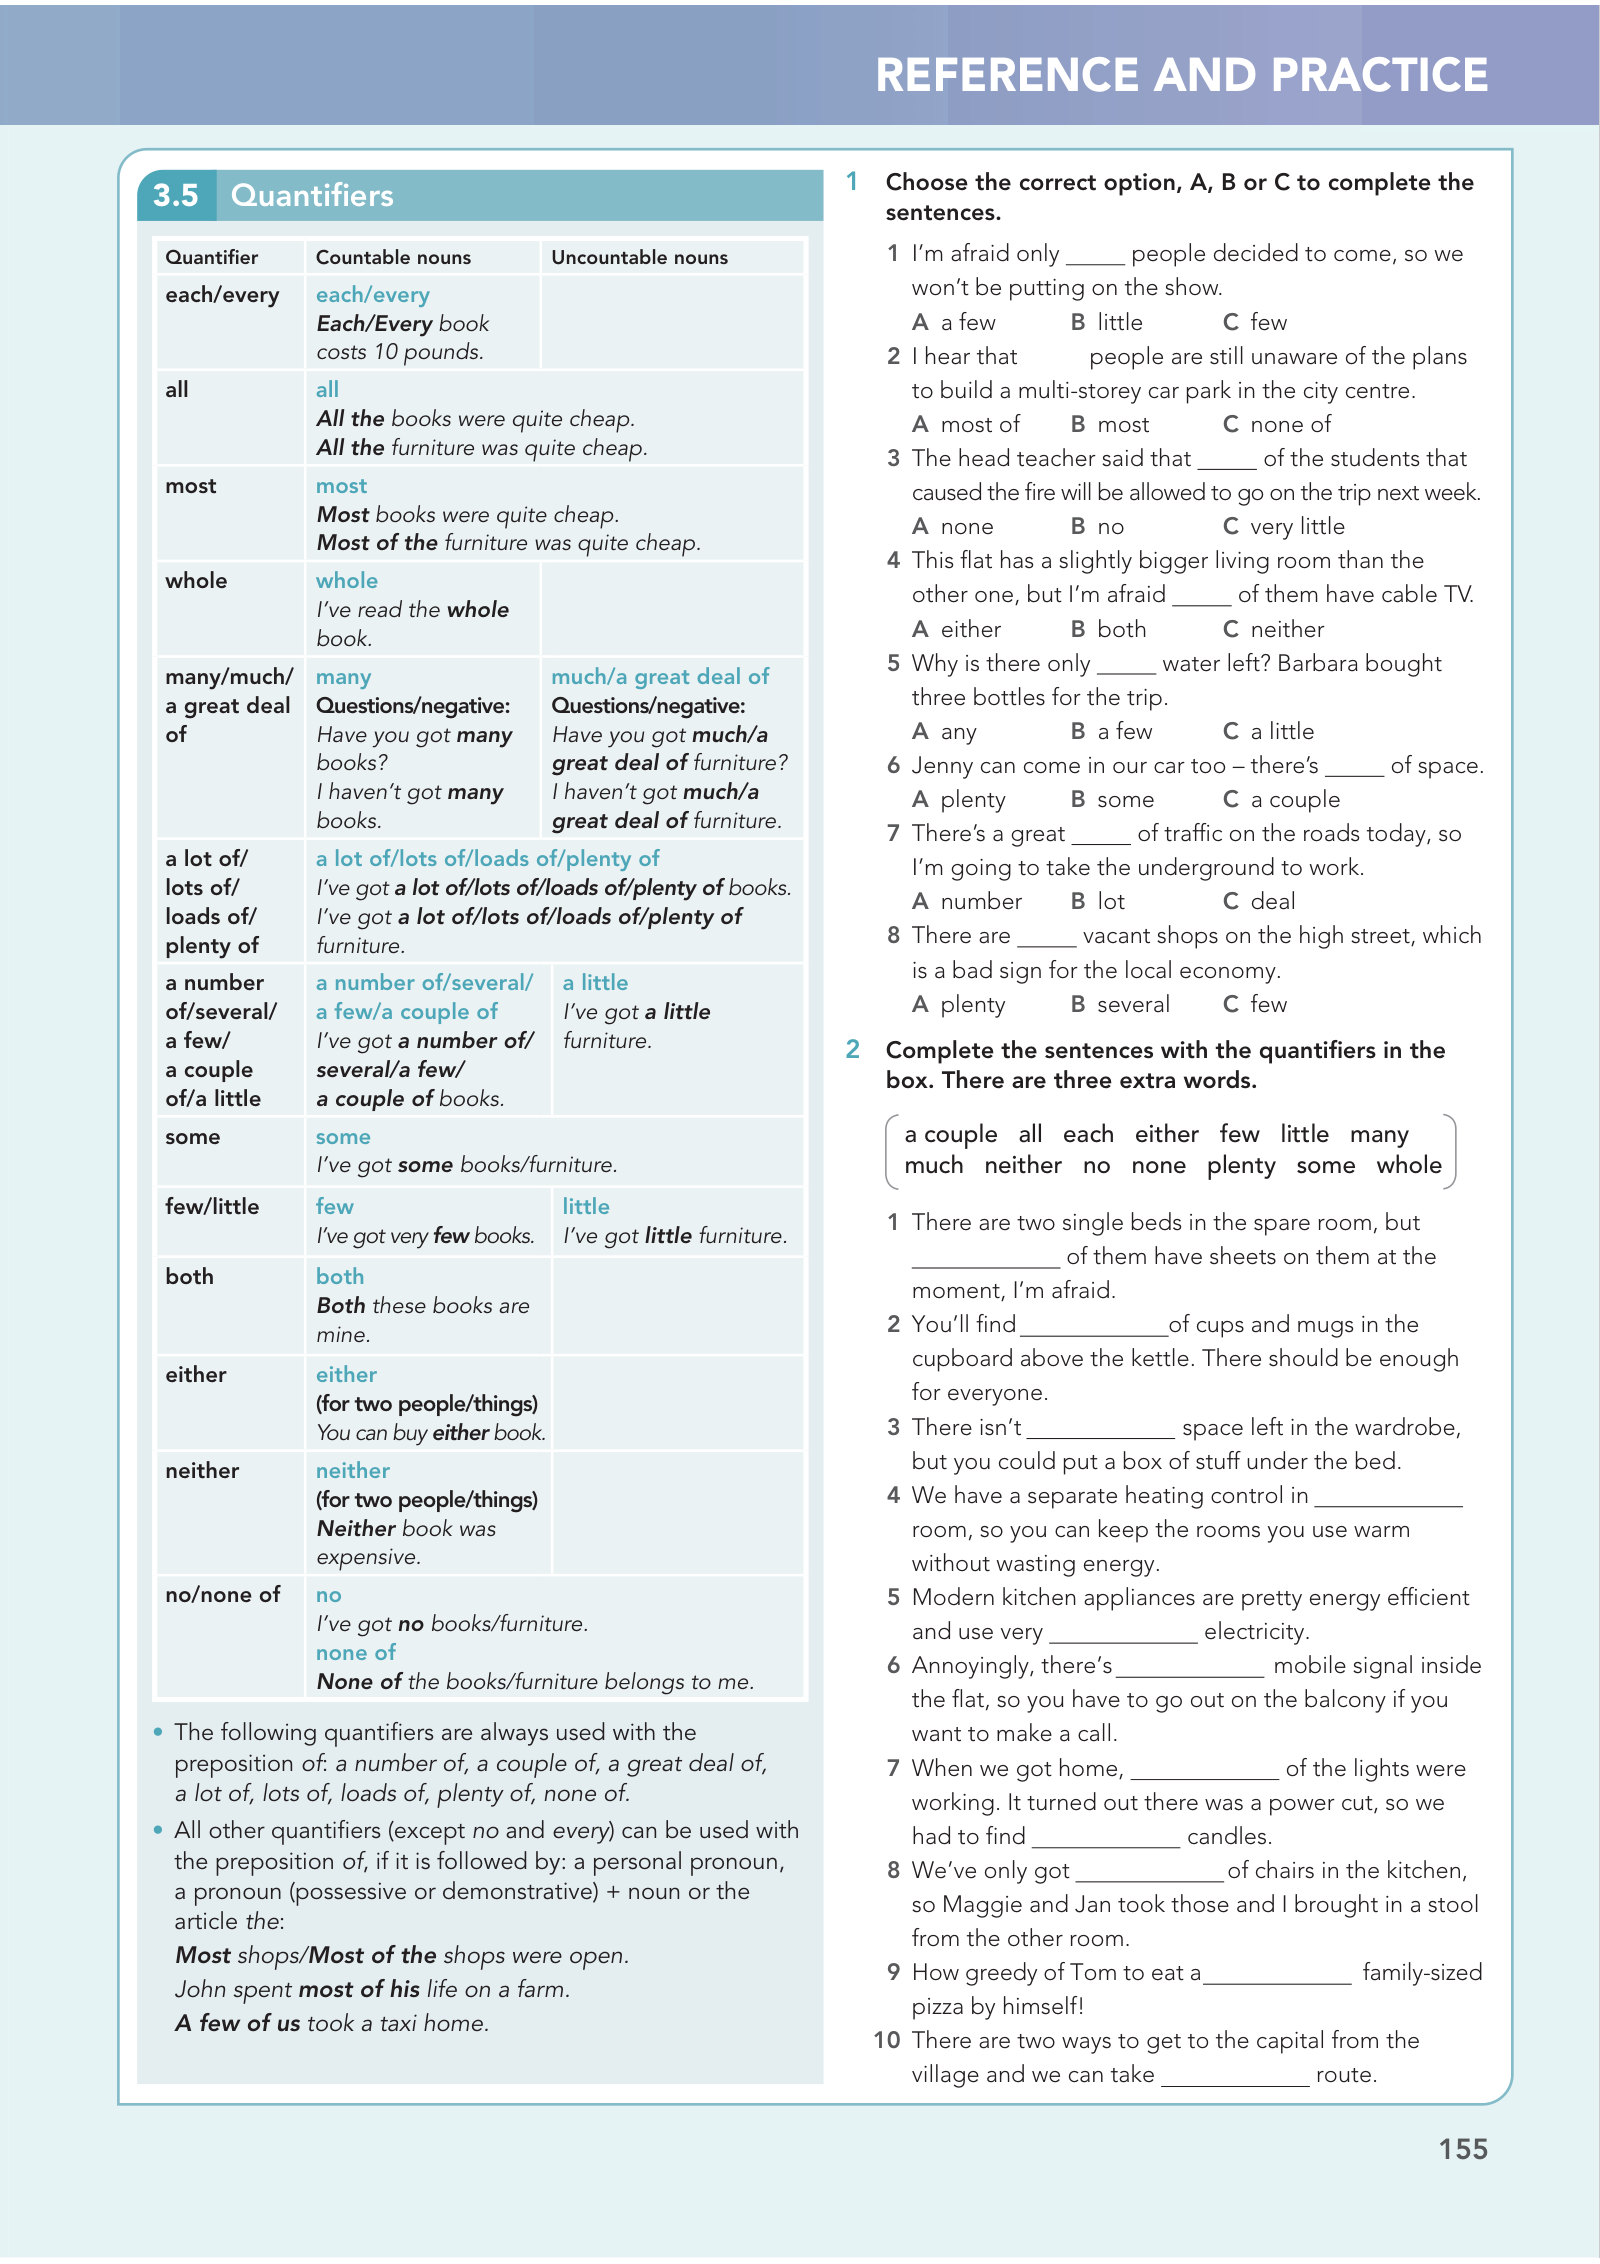 REFERENCE AND PRACTICE
3.5 Quantifiers
Quantifier Countable nouns Uncountable nouns
each/every each/every
Each/Every book
costs 10 pounds.
all all
All the books were quite cheap.
All the furniture was quite cheap.
most most
Most books were quite cheap.
Most of the furniture was quite cheap.
whole whole
I've read the whole
book.
many/much/ many much/a great deal of
a great deal Questions/negative: Questions/negative:
of Have you got many Have you got much/a
books? great deal of furniture?
I haven't got many I haven't got much/a
books. great deal of furniture.
a lot of/ a lot of/lots of/loads of/plenty of
lots of/ I've got a lot of/lots of/loads of/plenty of books.
loads of/ I've got a lot of/lots of/loads of/plenty of
plenty of furniture.
a number a number of/several/ a little
of/several/ a few/a couple of I've got a little
a few/ I've got a number of/ furniture.
a couple several/a few/
of/a little a couple of books.
some some
I've got some books/furniture.
few/little few little
I've got very few books. I've got little furniture.
both both
Both these books are
mine.
either either
(for two people/things)
You can buy either book.
neither neither
(for two people/things)
Neither book was
expensive.
no/none of no
I've got no books/furniture.
none of
None of the books/furniture belongs to me.
• The following quantifiers are always used with the
preposition of: a number of, a couple of, a great deal of,
a lot of, lots of, loads of, plenty of, none of.
• All other quantifiers (except no and every) can be used with
the preposition of, if it is followed by: a personal pronoun,
a pronoun (possessive or demonstrative) + noun or the
article the:
Most shops/Most of the shops were open.
John spent most of his life on a farm.
A few of us took a taxi home.
1 Choose the correct option, A, B or C to complete the
sentences.
1 I'm afraid only _____ people decided to come, so we
won't be putting on the show.
A a few B little C few
2 I hear that people are still unaware of the plans
to build a multi-storey car park in the city centre.
A most of B most C none of
3 The head teacher said that _____ of the students that
caused the fire will be allowed to go on the trip next week.
A none B no C very little
4 This flat has a slightly bigger living room than the
other one, but I'm afraid _____ of them have cable TV.
A either B both C neither
5 Why is there only _____ water left? Barbara bought
three bottles for the trip.
A any B a few C a little
6 Jenny can come in our car too – there's _____ of space.
A plenty B some C a couple
7 There's a great _____ of traffic on the roads today, so
I'm going to take the underground to work.
A number B lot C deal
8 There are _____ vacant shops on the high street, which
is a bad sign for the local economy.
A plenty B several C few
2 Complete the sentences with the quantifiers in the
box. There are three extra words.
a couple all each either few little many
much neither no none plenty some whole
1 There are two single beds in the spare room, but
____________ of them have sheets on them at the
moment, I'm afraid.
2 You'll find ____________ of cups and mugs in the
cupboard above the kettle. There should be enough
for everyone.
3 There isn't ____________ space left in the wardrobe,
but you could put a box of stuff under the bed.
4 We have a separate heating control in ____________
room, so you can keep the rooms you use warm
without wasting energy.
5 Modern kitchen appliances are pretty energy efficient
and use very ____________ electricity.
6 Annoyingly, there's ____________ mobile signal inside
the flat, so you have to go out on the balcony if you
want to make a call.
7 When we got home, ____________ of the lights were
working. It turned out there was a power cut, so we
had to find ____________ candles.
8 We've only got ____________ of chairs in the kitchen,
so Maggie and Jan took those and I brought in a stool
from the other room.
9 How greedy of Tom to eat a ____________ family-sized
pizza by himself!
10 There are two ways to get to the capital from the
village and we can take ____________ route.
155